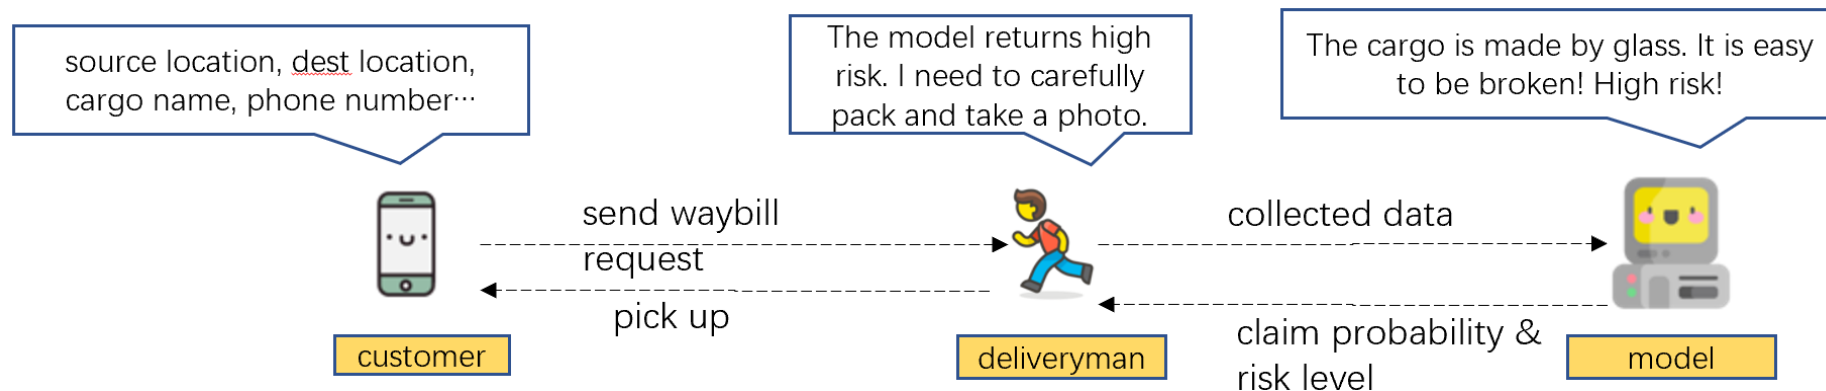 source location, dest location,
cargo name, phone number···
The model returns high
risk. I need to carefully
pack and take a photo.
The cargo is made by glass. It is easy
to be broken! High risk!
send waybill
request
pick up
collected data
claim probability &
risk level
customer
deliveryman
model